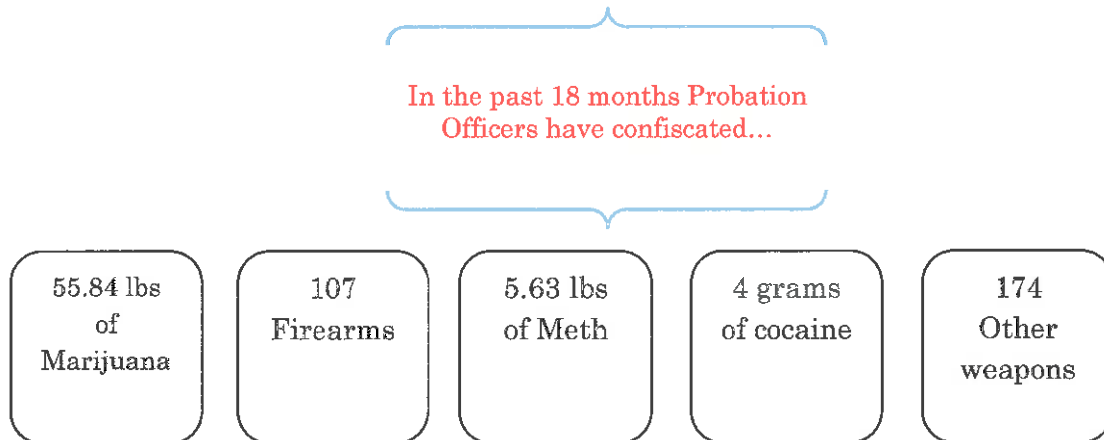 In the past 18 months Probation
Officers have confiscated...
55.84 lbs
of
Marijuana
107
Firearms
5.63 lbs
of Meth
4 grams
of cocaine
174
Other
weapons